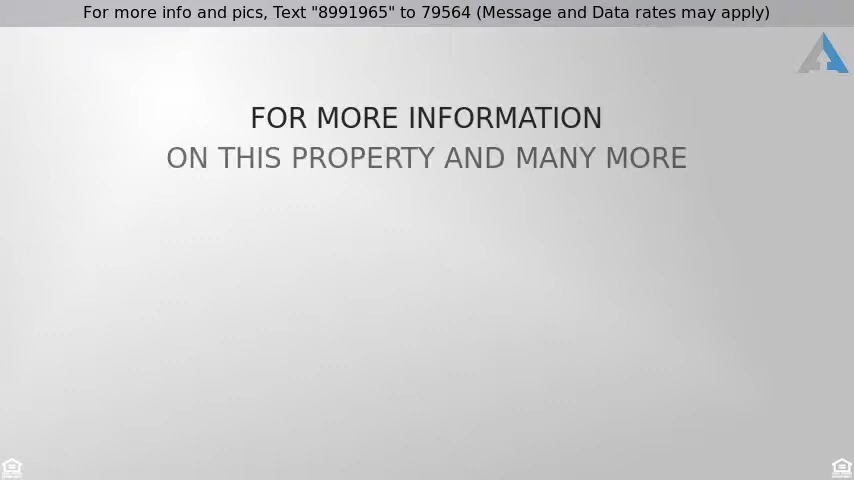 For more info and pics, Text "8991965" to 79564 (Message and Data rates may apply)
FOR MORE INFORMATION
ON THIS PROPERTY AND MANY MORE